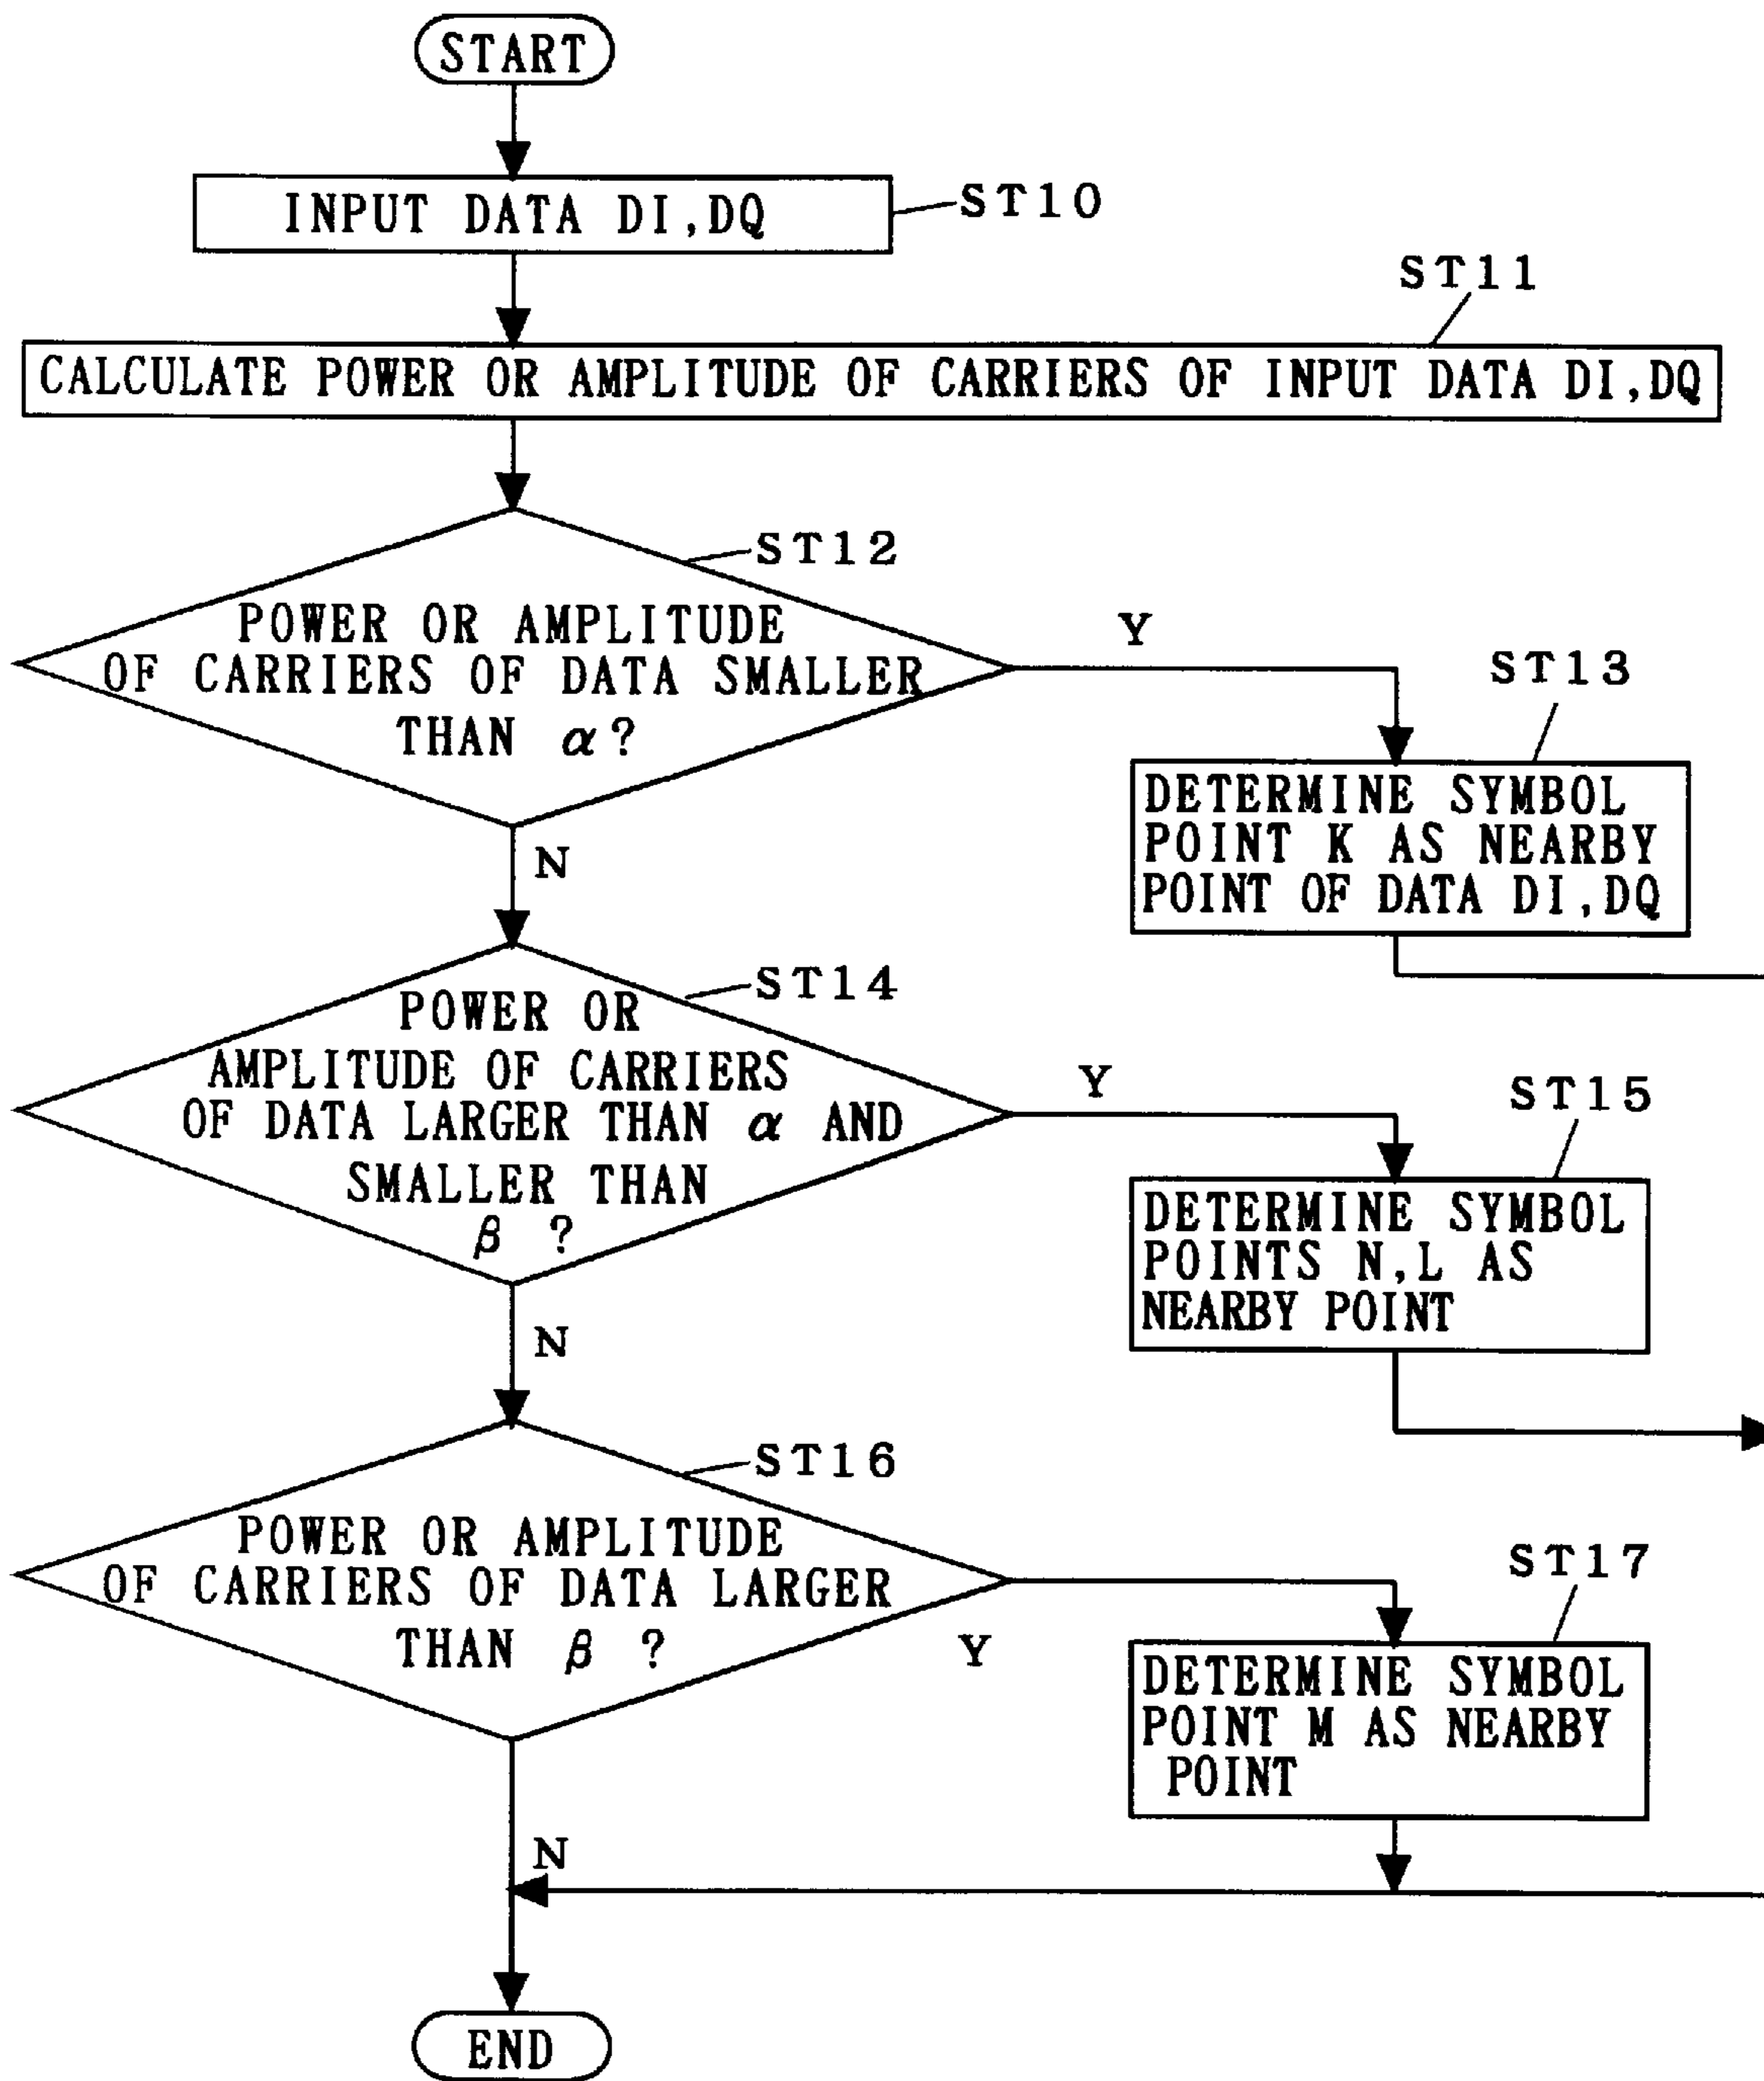 START
INPUT DATA DI,DQ
ST10
ST11
CALCULATE POWER OR AMPLITUDE OF CARRIERS OF INPUT DATA DI,DQ
ST12
POWER OR AMPLITUDE
OF CARRIERS OF DATA SMALLER
THAN α?
Y
N
ST13
DETERMINE SYMBOL
POINT K AS NEARBY
POINT OF DATA DI,DQ
ST14
POWER OR
AMPLITUDE OF CARRIERS
OF DATA LARGER THAN α AND
SMALLER THAN
β ?
Y
N
ST15
DETERMINE SYMBOL
POINTS N,L AS
NEARBY POINT
ST16
POWER OR AMPLITUDE
OF CARRIERS OF DATA LARGER
THAN β ?
Y
N
ST17
DETERMINE SYMBOL
POINT M AS NEARBY
POINT
END